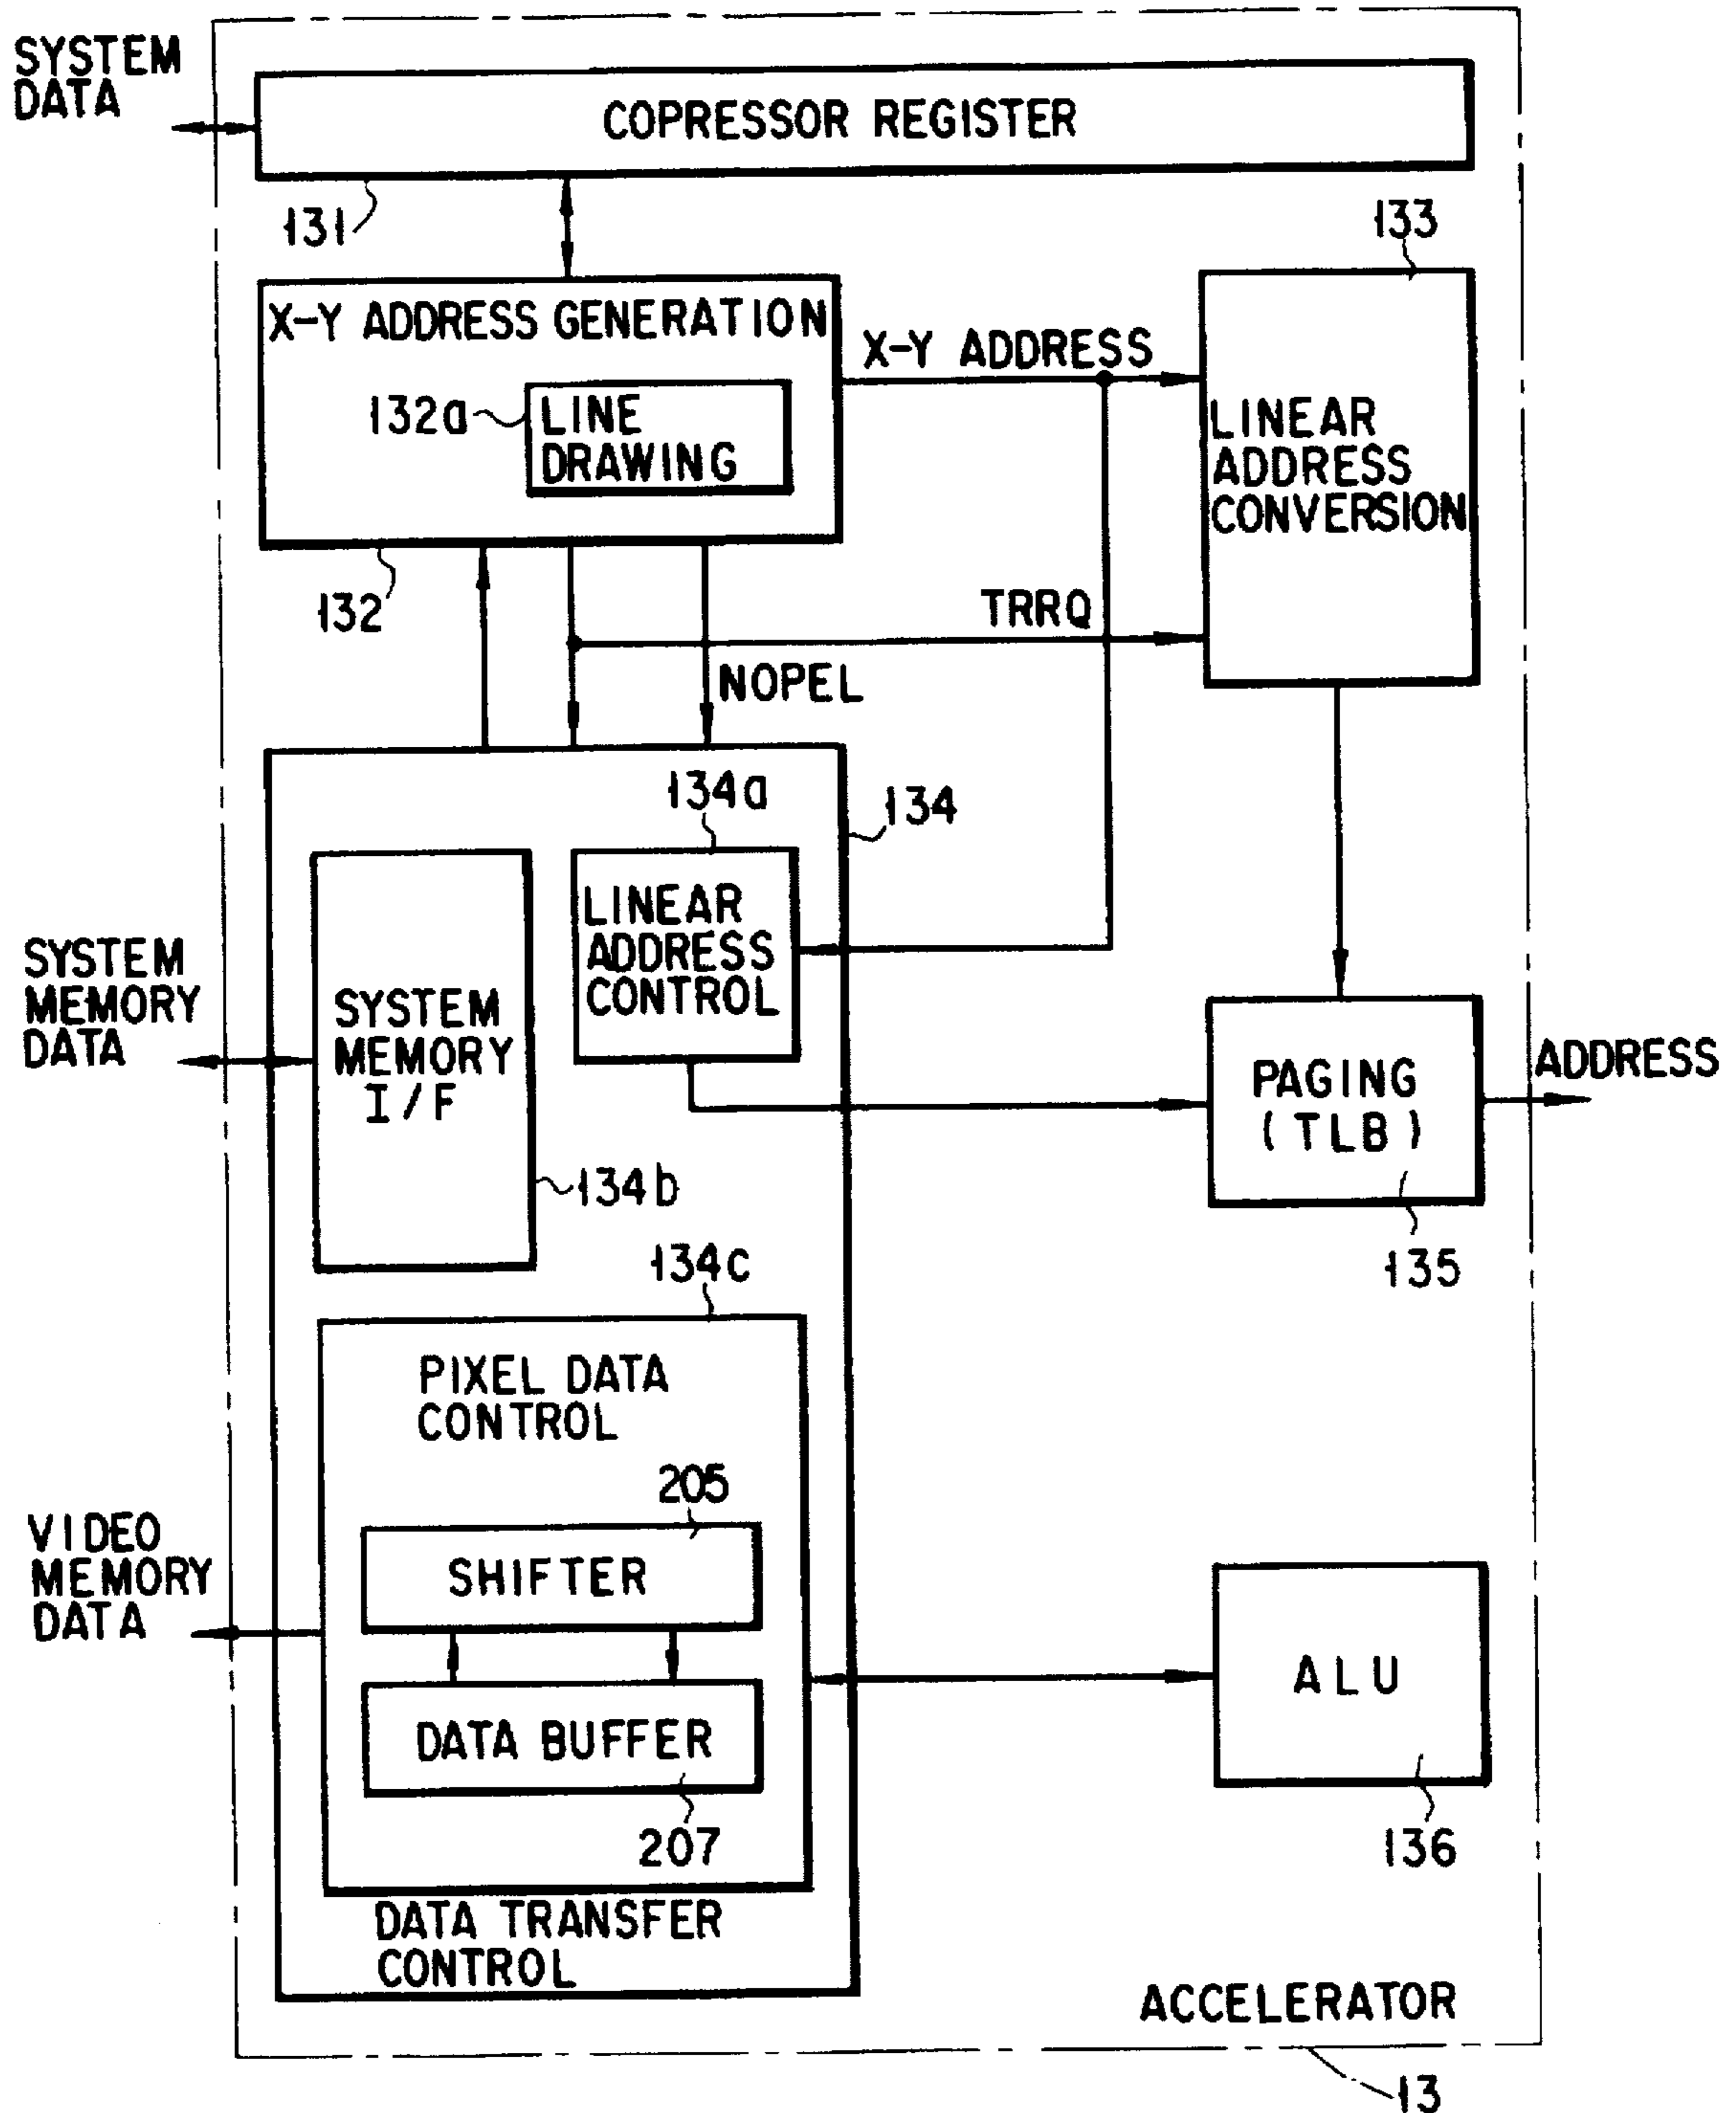 SYSTEM
DATA
COPRESSOR REGISTER
131
133
X-Y ADDRESS GENERATION
X-Y ADDRESS
132a
LINE
DRAWING
LINEAR
ADDRESS
CONVERSION
132
TRRQ
NOPEL
134a
134
LINEAR
ADDRESS
CONTROL
SYSTEM
MEMORY
DATA
SYSTEM
MEMORY
I/F
PAGING
(TLB)
ADDRESS
134b
135
134c
PIXEL DATA
CONTROL
205
VIDEO
MEMORY
DATA
SHIFTER
ALU
DATA BUFFER
207
136
DATA TRANSFER
CONTROL
ACCELERATOR
13